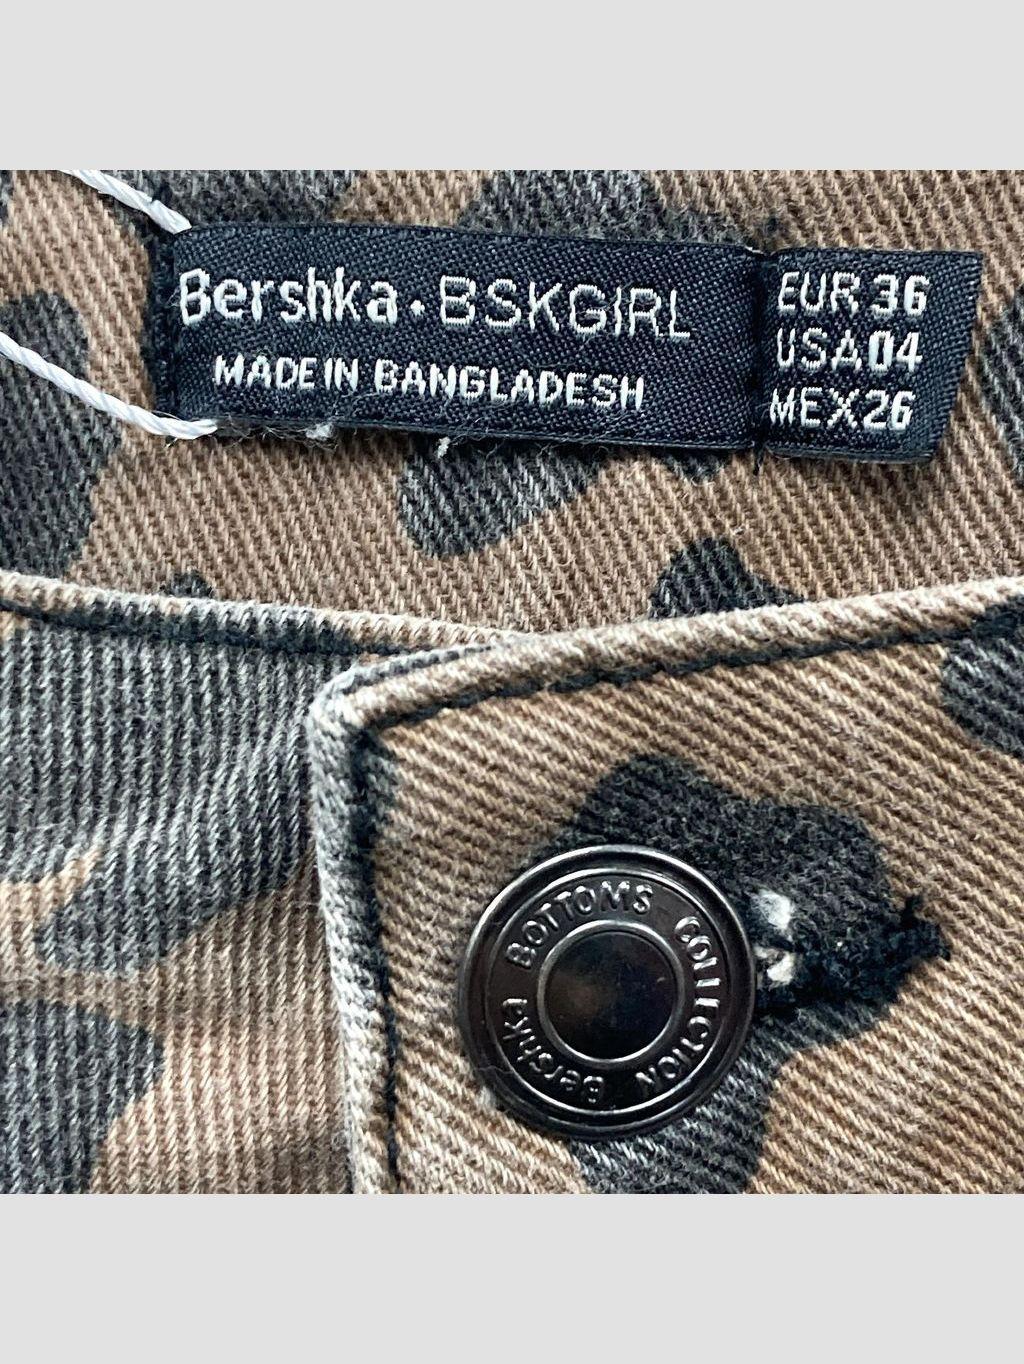 Bershka • BSKGIRL
MADE IN BANGLADESH
EUR 36
USA 04
MEX 26
BOTTOMS COLLECTION
Bershka